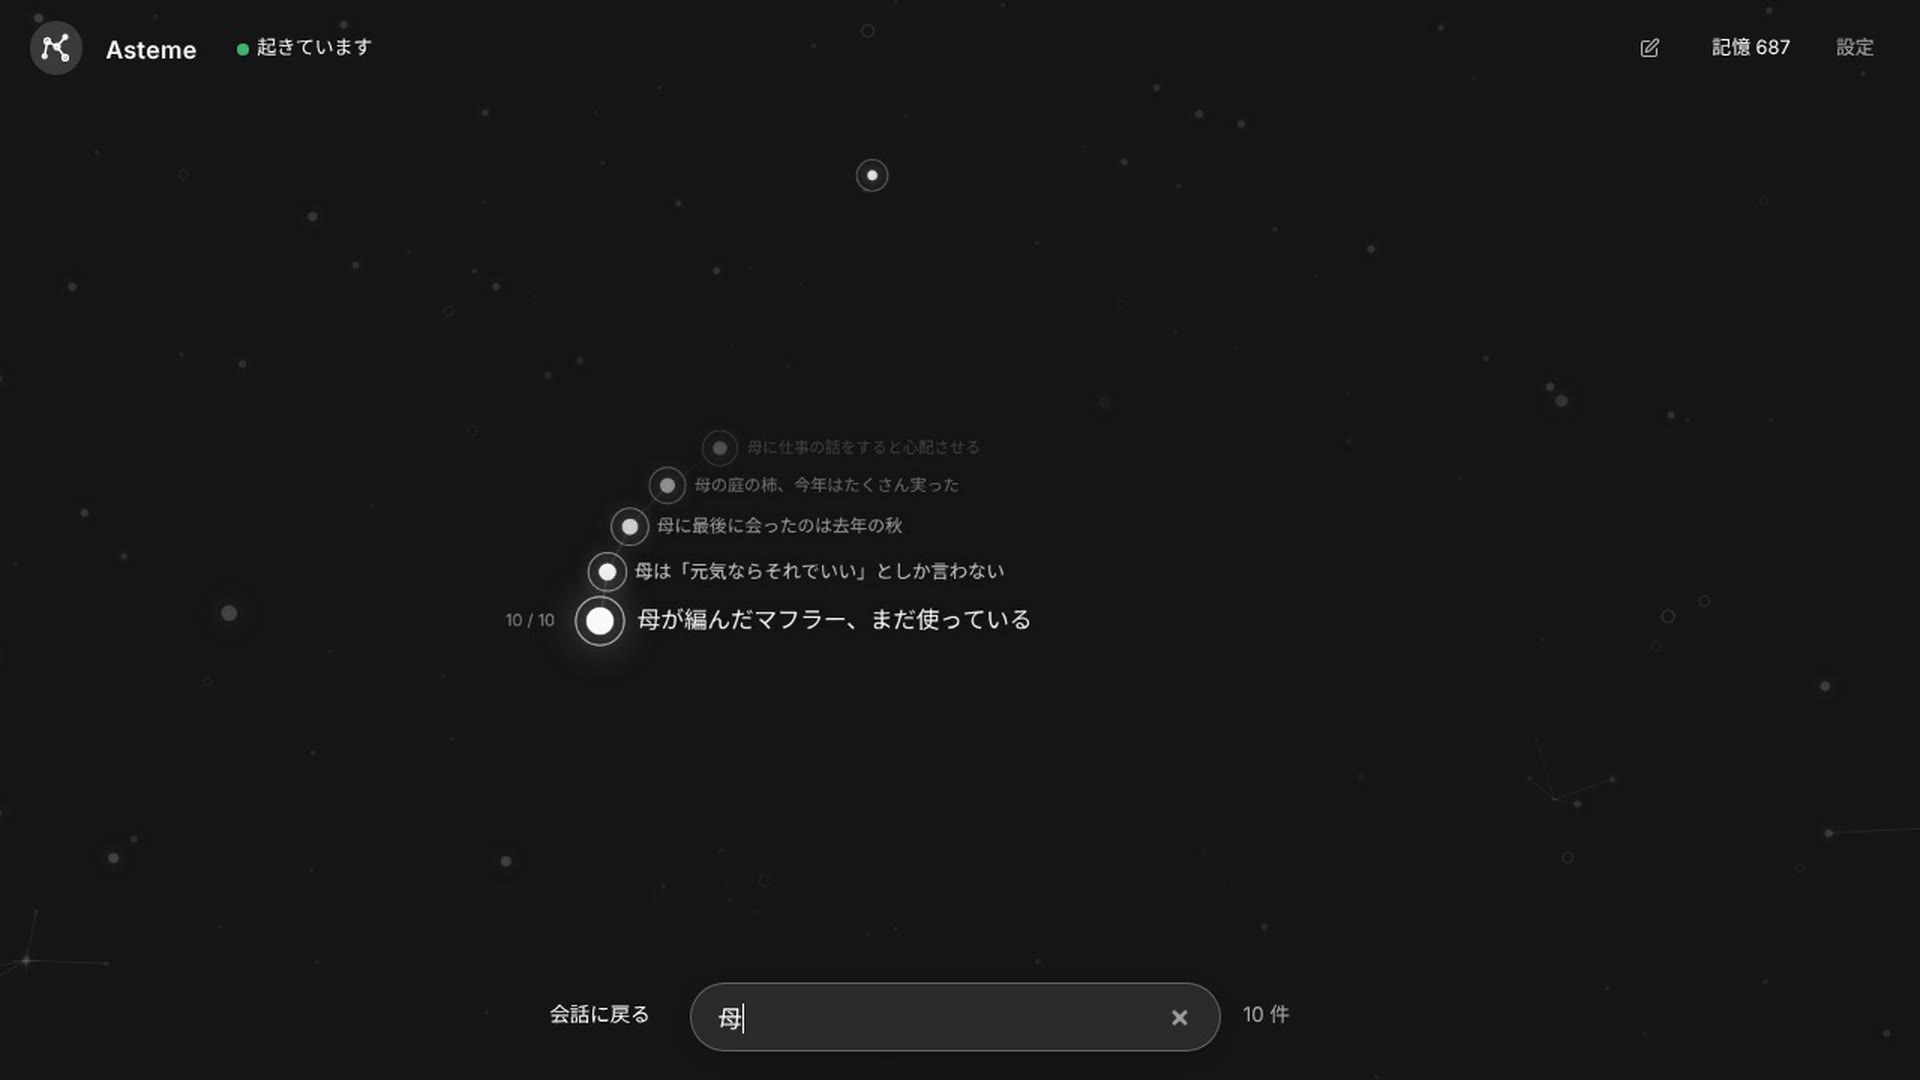 Asteme
起きています
記憶 687
設定
母に仕事の話をすると心配させる
母の庭の柿、今年はたくさん実った
母に最後に会ったのは去年の秋
母は「元気ならそれでいい」としか言わない
10 / 10
母が編んだマフラー、まだ使っている
会話に戻る
母
10 件